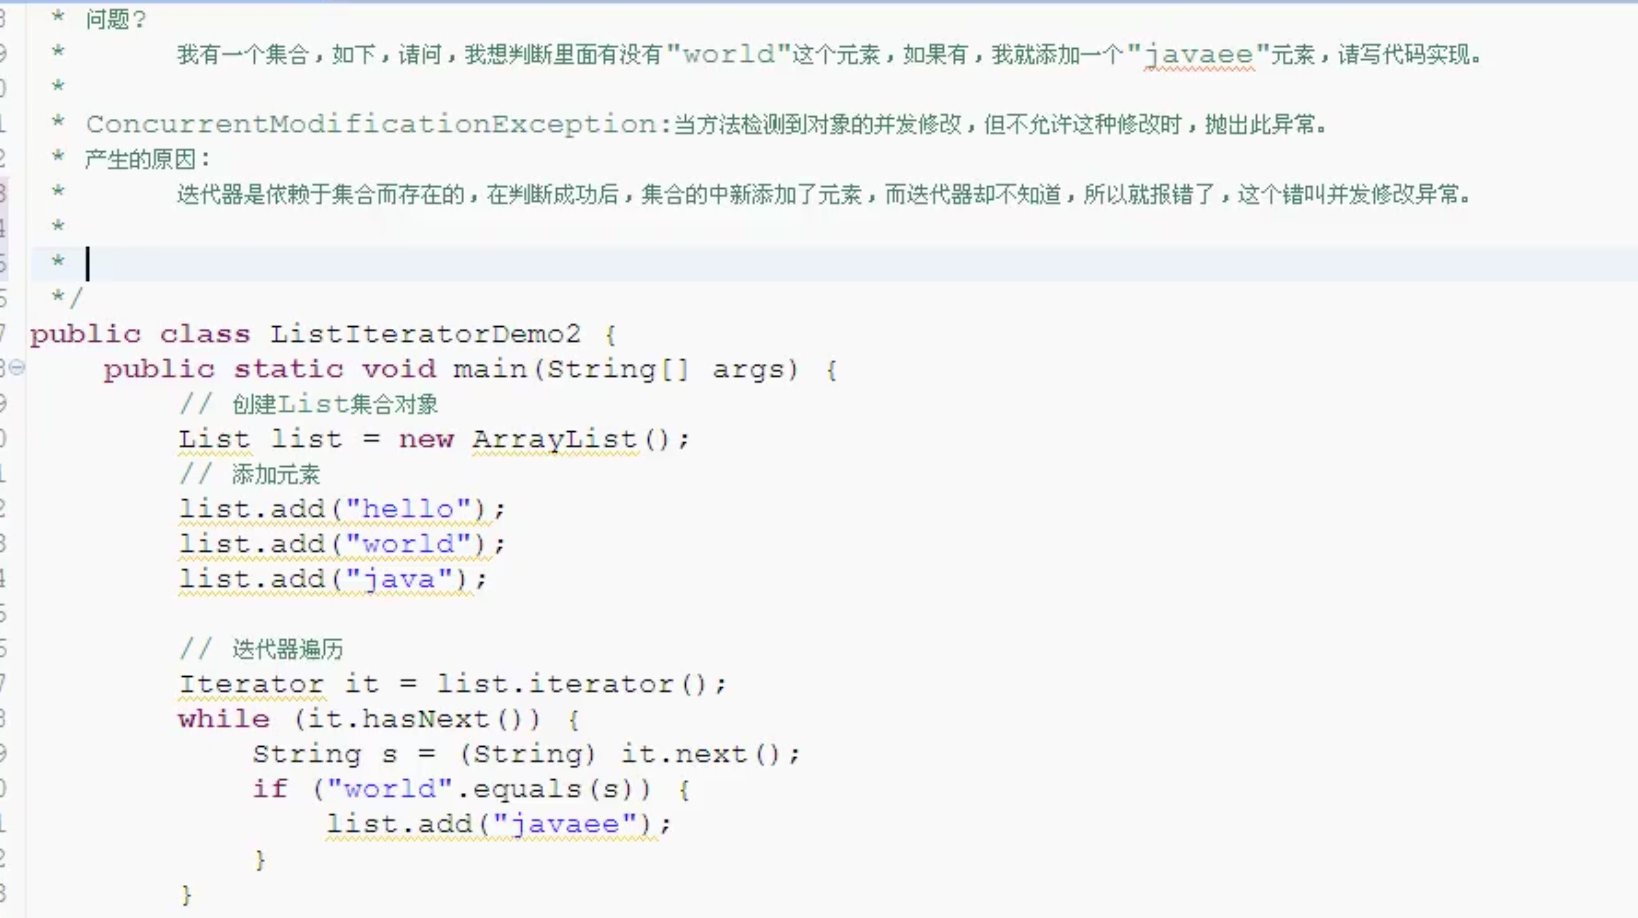 * 问题?
* 我有一个集合,如下,请问,我想判断里面有没有"world"这个元素,如果有,我就添加一个"javaee"元素,请写代码实现。
*
* ConcurrentModificationException:当方法检测到对象的并发修改,但不允许这种修改时,抛出此异常。
* 产生的原因:
* 迭代器是依赖于集合而存在的,在判断成功后,集合的中新添加了元素,而迭代器却不知道,所以就报错了,这个错叫并发修改异常。
*
*
*/
public class ListIteratorDemo2 {
public static void main(String[] args) {
// 创建List集合对象
List list = new ArrayList();
// 添加元素
list.add("hello");
list.add("world");
list.add("java");
// 迭代器遍历
Iterator it = list.iterator();
while (it.hasNext()) {
String s = (String) it.next();
if ("world".equals(s)) {
list.add("javaee");
}
}